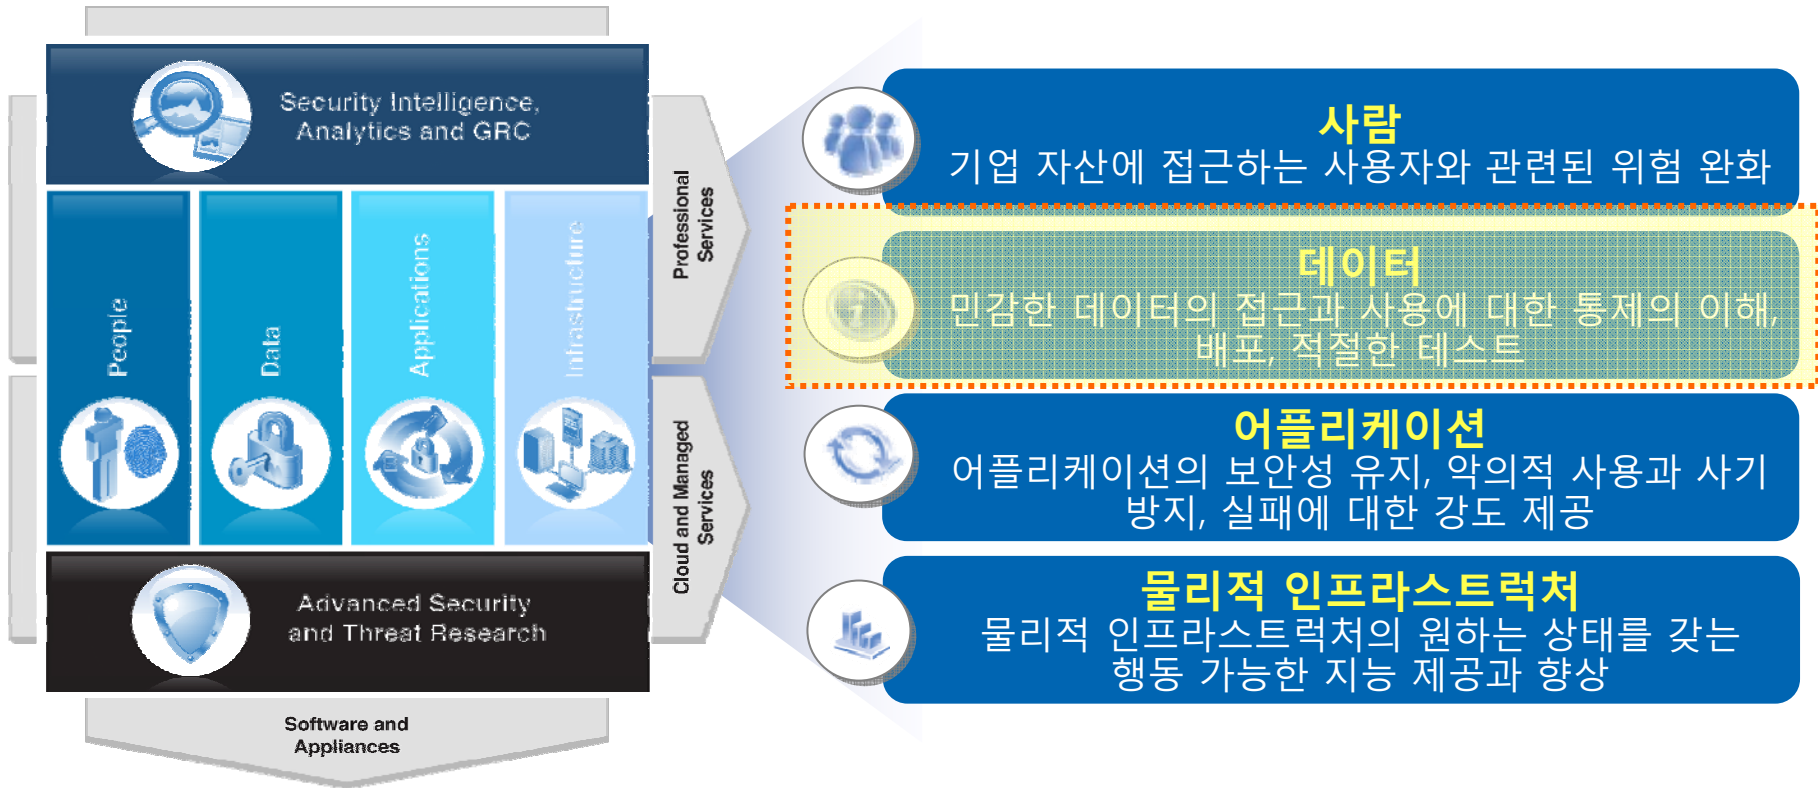 Security Intelligence,
Analytics and GRC
People
Data
Applications
Infrastructure
Advanced Security
and Threat Research
Software and
Appliances
Professional
Services
Cloud and Managed
Services
사람
기업 자산에 접근하는 사용자와 관련된 위험 완화
데이터
민감한 데이터의 접근과 사용에 대한 통제의 이해,
배포, 적절한 테스트
어플리케이션
어플리케이션의 보안성 유지, 악의적 사용과 사기
방지, 실패에 대한 강도 제공
물리적 인프라스트럭처
물리적 인프라스트럭처의 원하는 상태를 갖는
행동 가능한 지능 제공과 향상